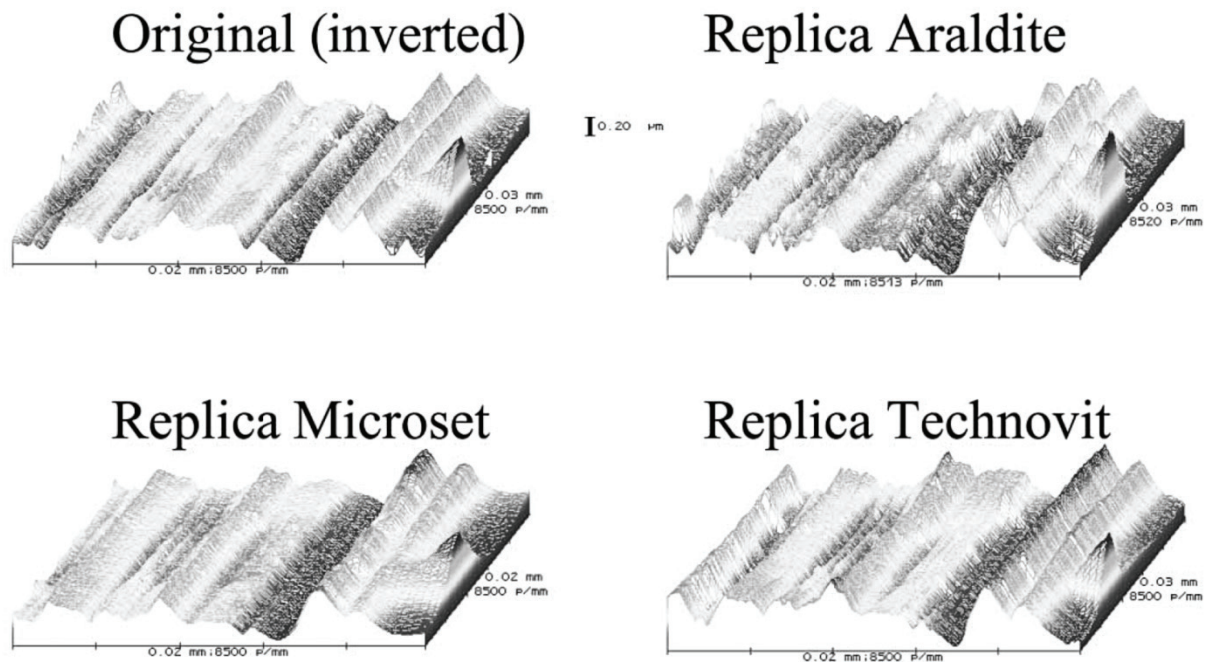 Original (inverted)
Replica Araldite
0.20 µm
0.03 mm
8500 p/mm
0.02 mm;8500 p/mm
0.03 mm
8520 p/mm
0.02 mm;8513 p/mm
Replica Microset
Replica Technovit
0.02 mm
8500 p/mm
0.02 mm;8500 p/mm
0.03 mm
8500 p/mm
0.02 mm;8500 p/mm